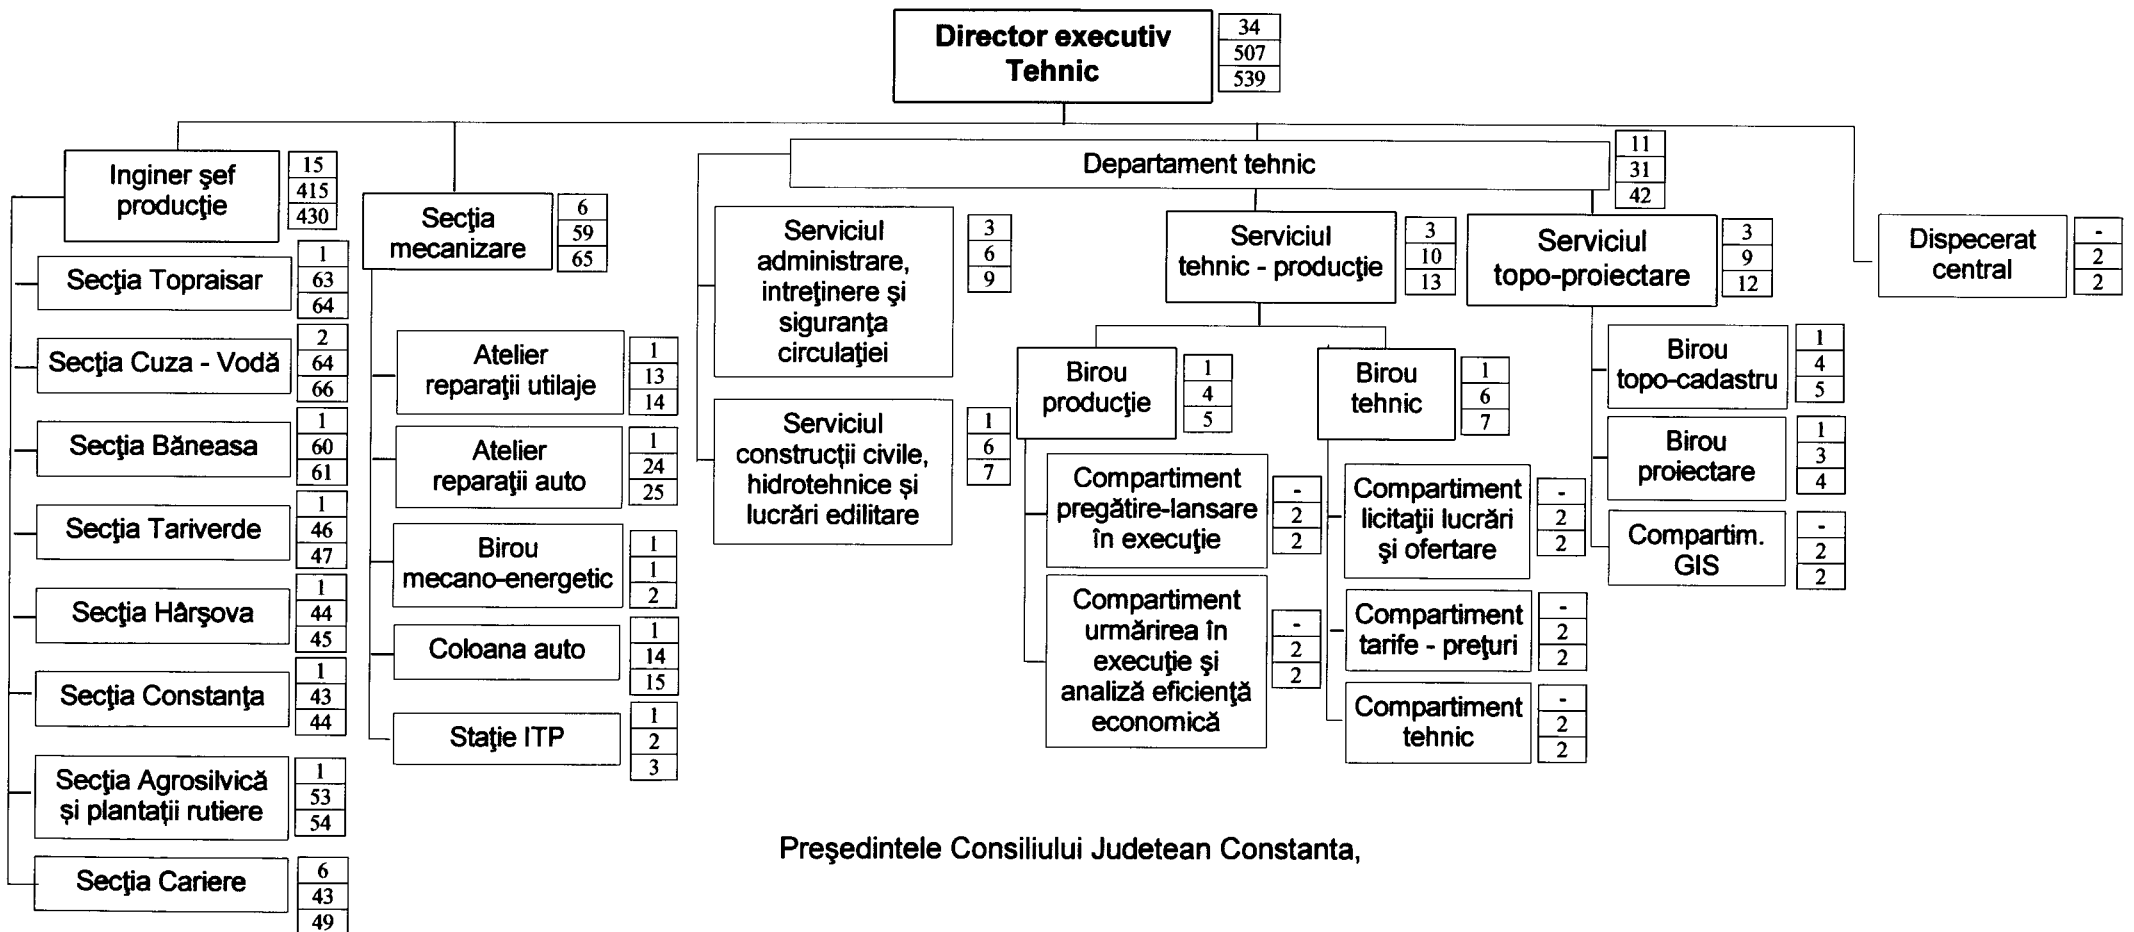 Director executiv
Tehnic
34
507
539
Inginer şef
producţie
15
415
430
Secţia Topraisar
1
63
64
Secţia Cuza - Vodă
2
64
66
Secţia Băneasa
1
60
61
Secţia Tariverde
1
46
47
Secţia Hârşova
1
44
45
Secţia Constanţa
1
43
44
Secţia Agrosilvică
și plantații rutiere
1
53
54
Secţia Cariere
6
43
49
Secţia
mecanizare
6
59
65
Atelier
reparaţii utilaje
1
13
14
Atelier
reparaţii auto
1
24
25
Birou
mecano-energetic
1
1
2
Coloana auto
1
14
15
Staţie ITP
1
2
3
Departament tehnic
11
31
42
Serviciul
administrare,
intreţinere şi
siguranţa
circulaţiei
3
6
9
Serviciul
construcții civile,
hidrotehnice și
lucrări edilitare
1
6
7
Serviciul
tehnic - producţie
3
10
13
Birou
producţie
1
4
5
Compartiment
pregătire-lansare
în execuţie
-
2
2
Compartiment
urmărirea în
execuţie şi
analiză eficienţă
economică
-
2
2
Birou
tehnic
1
6
7
Compartiment
licitaţii lucrări
şi ofertare
-
2
2
Compartiment
tarife - preţuri
-
2
2
Compartiment
tehnic
-
2
2
Serviciul
topo-proiectare
3
9
12
Birou
topo-cadastru
1
4
5
Birou
proiectare
1
3
4
Compartim.
GIS
-
2
2
Dispecerat
central
-
2
2
Preşedintele Consiliului Judetean Constanta,